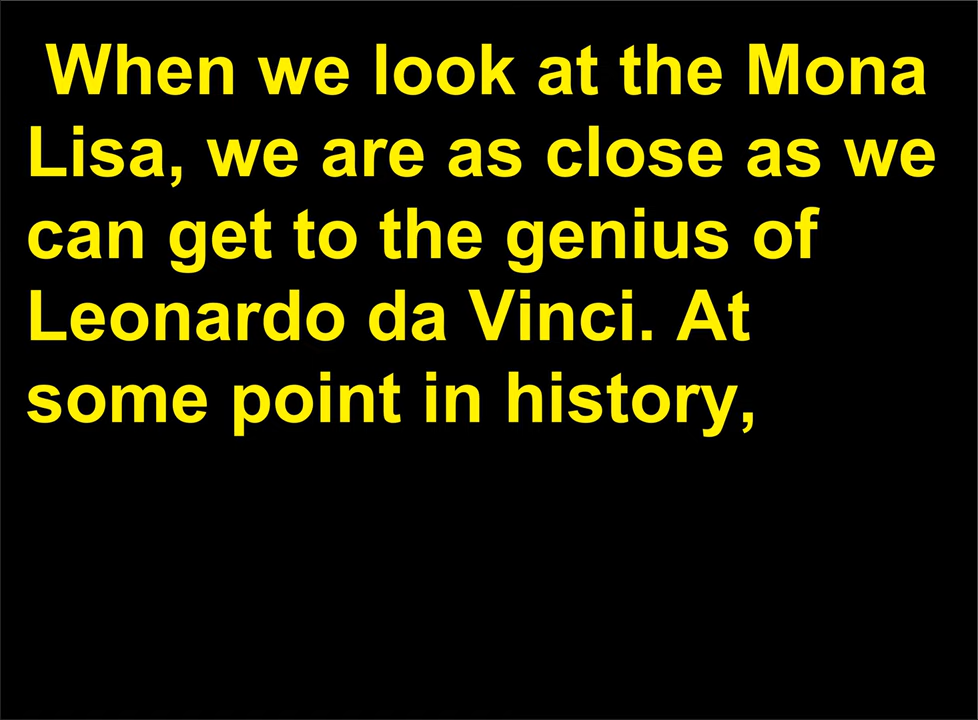 When we look at the Mona
Lisa, we are as close as we
can get to the genius of
Leonardo da Vinci. At
some point in history,